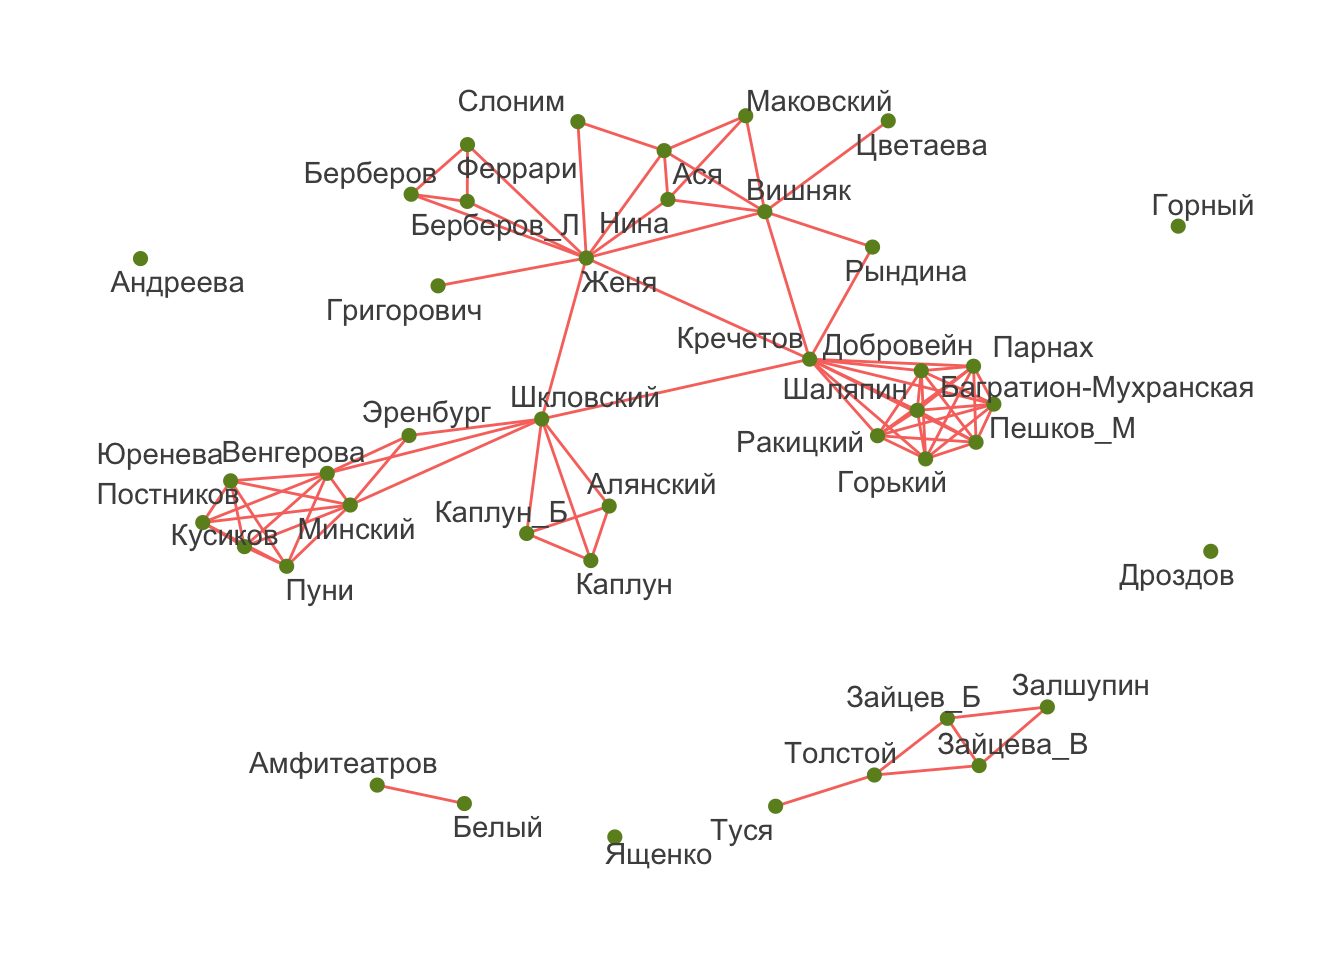 Слоним
Маковский
Цветаева
Берберов
Феррари
Ася
Вишняк
Горный
Берберов_Л
Нина
Рындина
Андреева
Женя
Григорович
Кречетов
Добровейн
Парнах
Шаляпин
Багратион-Мухранская
Шкловский
Эренбург
Пешков_М
Ракицкий
Юренева
Венгерова
Горький
Алянский
Постников
Каплун_Б
Кусиков
Минский
Каплун
Пуни
Дроздов
Залшупин
Зайцев_Б
Зайцева_В
Толстой
Амфитеатров
Белый
Туся
Ященко